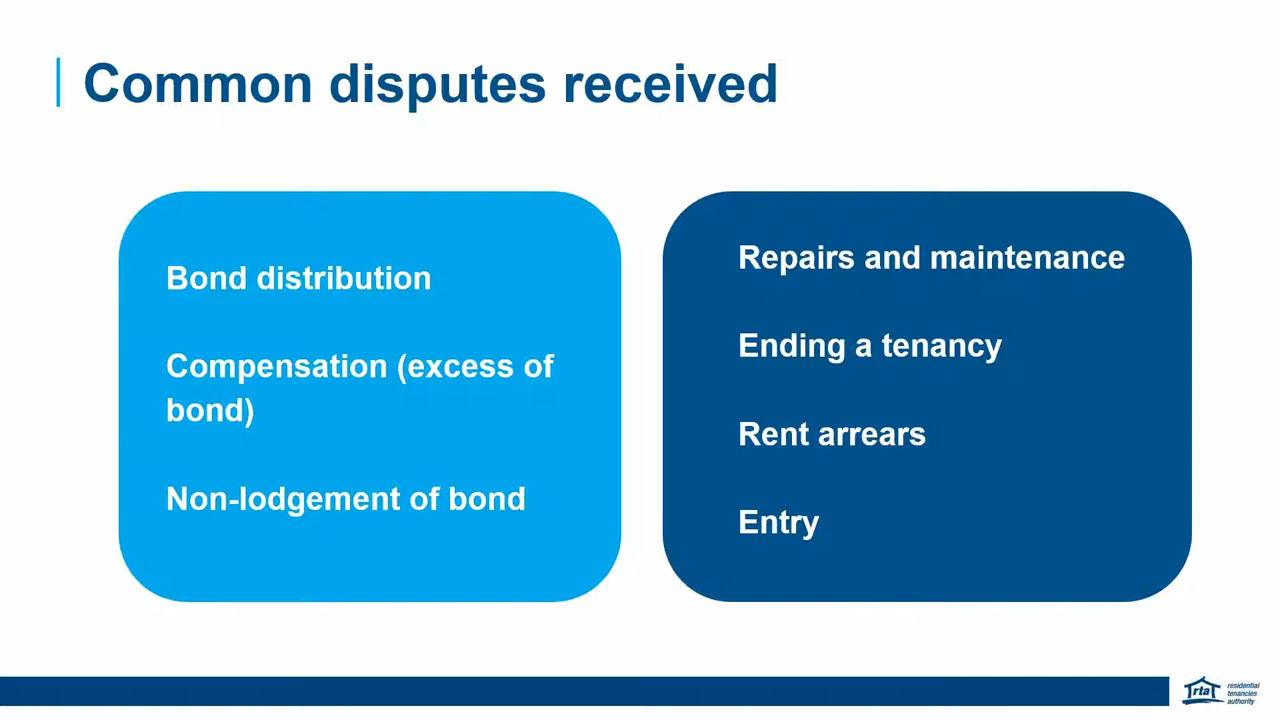 Common disputes received
Bond distribution
Compensation (excess of
bond)
Non-lodgement of bond
Repairs and maintenance
Ending a tenancy
Rent arrears
Entry
rta
residential
tenancies
authority